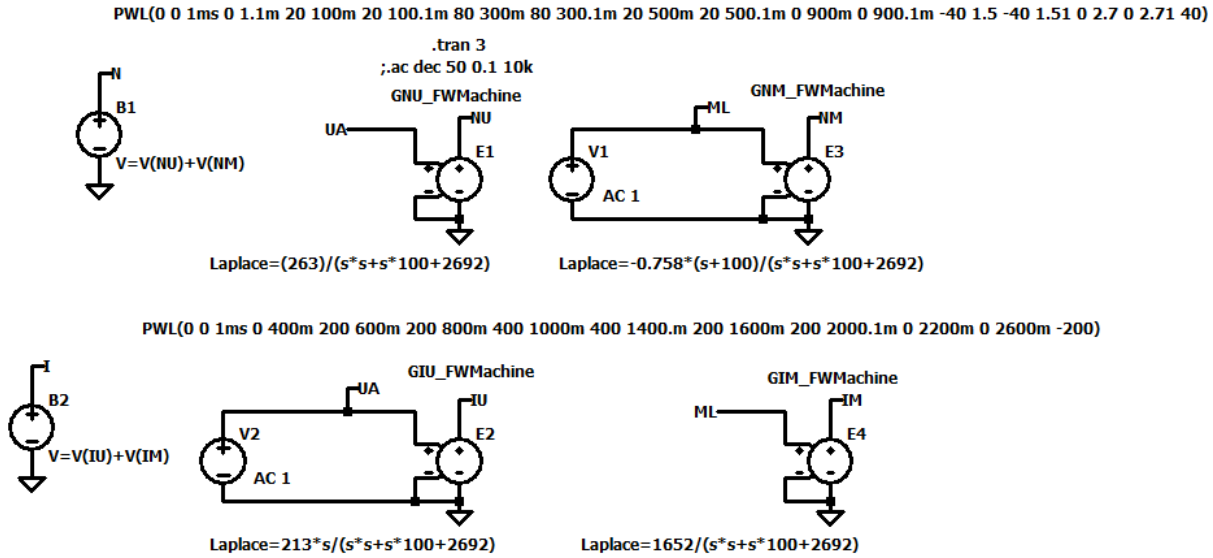 PWL(0 0 1ms 0 1.1m 20 100m 20 100.1m 80 300m 80 300.1m 20 500m 20 500.1m 0 900m 0 900.1m -40 1.5 -40 1.51 0 2.7 0 2.71 40)
.tran 3
;.ac dec 50 0.1 10k
N
B1
V=V(NU)+V(NM)
GNU_FWMachine
UA
NU
E1
Laplace=(263)/(s*s+s*100+2692)
GNM_FWMachine
ML
NM
V1
E3
AC 1
Laplace=-0.758*(s+100)/(s*s+s*100+2692)
PWL(0 0 1ms 0 400m 200 600m 200 800m 400 1000m 400 1400.m 200 1600m 200 2000.1m 0 2200m 0 2600m -200)
I
B2
V=V(IU)+V(IM)
GIU_FWMachine
UA
IU
V2
E2
AC 1
Laplace=213*s/(s*s+s*100+2692)
GIM_FWMachine
ML
IM
E4
Laplace=1652/(s*s+s*100+2692)